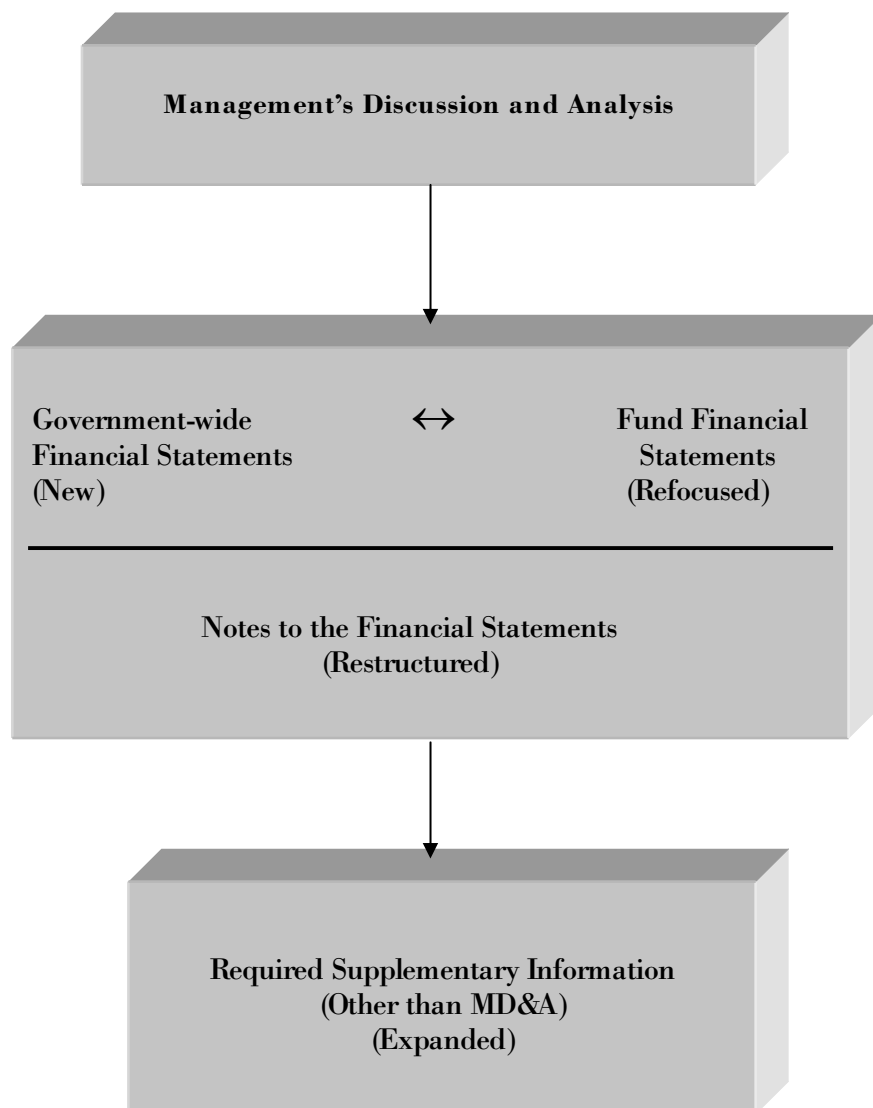 Management’s Discussion and Analysis
Government-wide ↔ Fund Financial
Financial Statements Statements
(New) (Refocused)
Notes to the Financial Statements
(Restructured)
Required Supplementary Information
(Other than MD&A)
(Expanded)